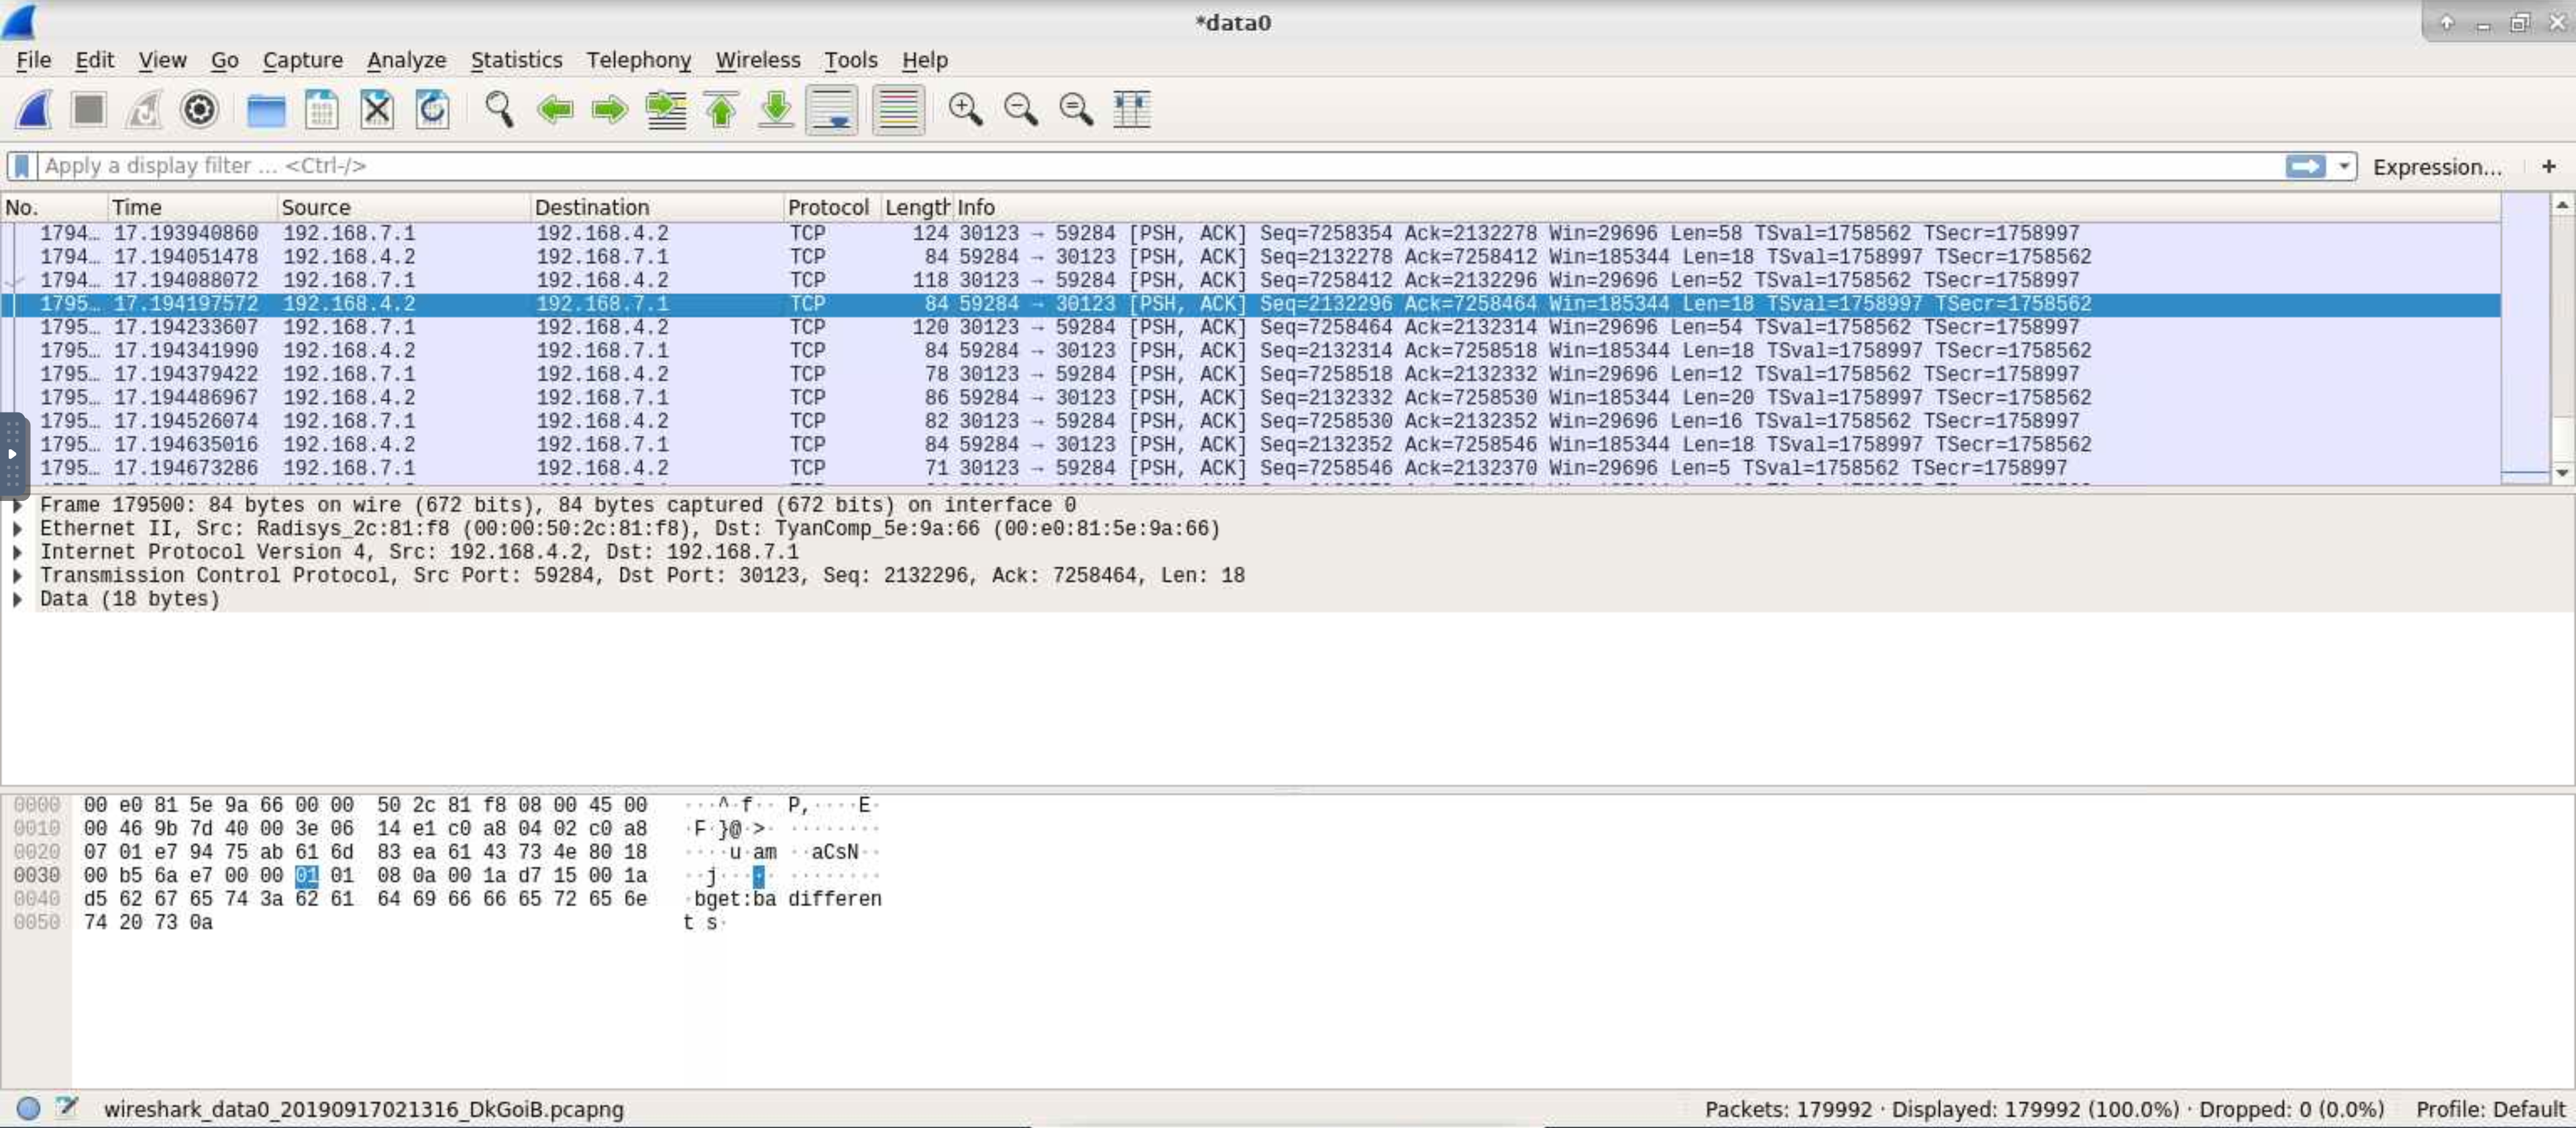 *data0
File Edit View Go Capture Analyze Statistics Telephony Wireless Tools Help
Apply a display filter ... <Ctrl-/> Expression... +
No. Time Source Destination Protocol Length Info
1794… 17.193940860 192.168.7.1 192.168.4.2 TCP 124 30123 → 59284 [PSH, ACK] Seq=7258354 Ack=2132278 Win=29696 Len=58 TSval=1758562 TSecr=1758997
1794… 17.194051478 192.168.4.2 192.168.7.1 TCP 84 59284 → 30123 [PSH, ACK] Seq=2132278 Ack=7258412 Win=185344 Len=18 TSval=1758997 TSecr=1758562
1794… 17.194088072 192.168.7.1 192.168.4.2 TCP 118 30123 → 59284 [PSH, ACK] Seq=7258412 Ack=2132296 Win=29696 Len=52 TSval=1758562 TSecr=1758997
1795… 17.194197572 192.168.4.2 192.168.7.1 TCP 84 59284 → 30123 [PSH, ACK] Seq=2132296 Ack=7258464 Win=185344 Len=18 TSval=1758997 TSecr=1758562
1795… 17.194233607 192.168.7.1 192.168.4.2 TCP 120 30123 → 59284 [PSH, ACK] Seq=7258464 Ack=2132314 Win=29696 Len=54 TSval=1758562 TSecr=1758997
1795… 17.194341990 192.168.4.2 192.168.7.1 TCP 84 59284 → 30123 [PSH, ACK] Seq=2132314 Ack=7258518 Win=185344 Len=18 TSval=1758997 TSecr=1758562
1795… 17.194379422 192.168.7.1 192.168.4.2 TCP 78 30123 → 59284 [PSH, ACK] Seq=7258518 Ack=2132332 Win=29696 Len=12 TSval=1758562 TSecr=1758997
1795… 17.194486967 192.168.4.2 192.168.7.1 TCP 86 59284 → 30123 [PSH, ACK] Seq=2132332 Ack=7258530 Win=185344 Len=20 TSval=1758997 TSecr=1758562
1795… 17.194526074 192.168.7.1 192.168.4.2 TCP 82 30123 → 59284 [PSH, ACK] Seq=7258530 Ack=2132352 Win=29696 Len=16 TSval=1758562 TSecr=1758997
1795… 17.194635016 192.168.4.2 192.168.7.1 TCP 84 59284 → 30123 [PSH, ACK] Seq=2132352 Ack=7258546 Win=185344 Len=18 TSval=1758997 TSecr=1758562
1795… 17.194673286 192.168.7.1 192.168.4.2 TCP 71 30123 → 59284 [PSH, ACK] Seq=7258546 Ack=2132370 Win=29696 Len=5 TSval=1758562 TSecr=1758997
Frame 179500: 84 bytes on wire (672 bits), 84 bytes captured (672 bits) on interface 0
Ethernet II, Src: Radisys_2c:81:f8 (00:00:50:2c:81:f8), Dst: TyanComp_5e:9a:66 (00:e0:81:5e:9a:66)
Internet Protocol Version 4, Src: 192.168.4.2, Dst: 192.168.7.1
Transmission Control Protocol, Src Port: 59284, Dst Port: 30123, Seq: 2132296, Ack: 7258464, Len: 18
Data (18 bytes)
0000 00 e0 81 5e 9a 66 00 00 50 2c 81 f8 08 00 45 00 ···^·f·· P,····E·
0010 00 46 9b 7d 40 00 3e 06 14 e1 c0 a8 04 02 c0 a8 ·F·}@·>· ········
0020 07 01 e7 94 75 ab 61 6d 83 ea 61 43 73 4e 80 18 ····u·am ··aCsN··
0030 00 b5 6a e7 00 00 01 01 08 0a 00 1a d7 15 00 1a ··j····· ········
0040 d5 62 67 65 74 3a 62 61 64 69 66 66 65 72 65 6e ·bget:ba differen
0050 74 20 73 0a t s·
wireshark_data0_20190917021316_DkGoiB.pcapng Packets: 179992 · Displayed: 179992 (100.0%) · Dropped: 0 (0.0%) Profile: Default